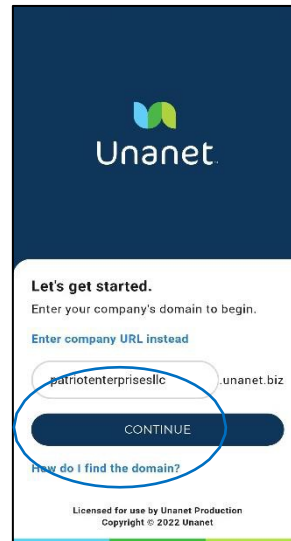 Unanet
Let's get started.
Enter your company's domain to begin.
Enter company URL instead
patriotenterprisesllc .unanet.biz
CONTINUE
How do I find the domain?
Licensed for use by Unanet Production
Copyright © 2022 Unanet